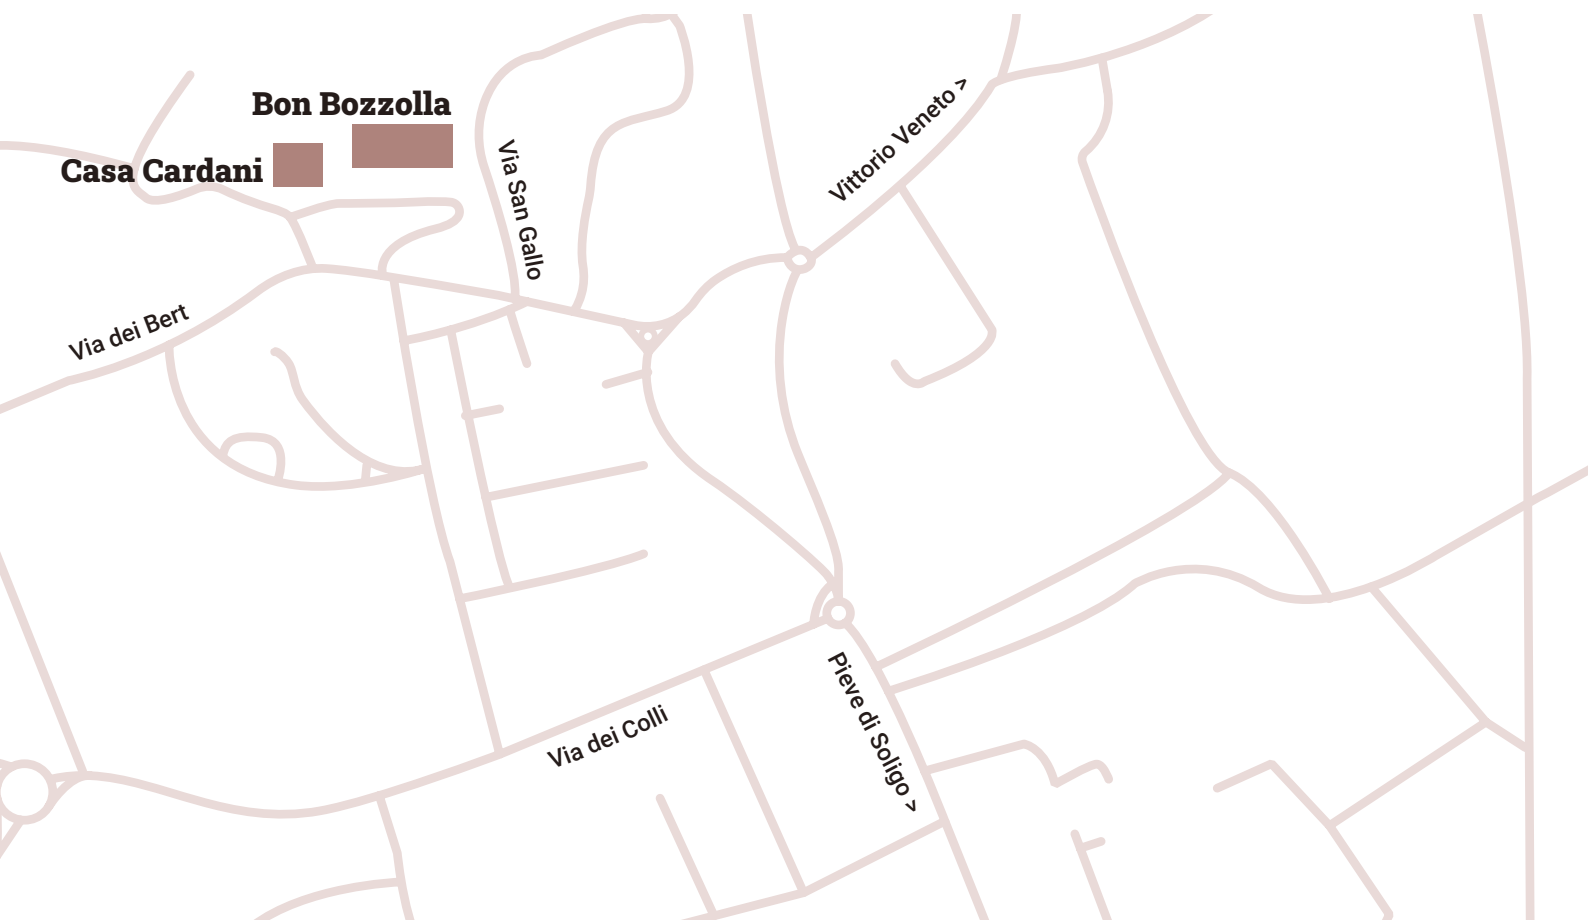 Bon Bozzolla
Casa Cardani
Via San Gallo
Vittorio Veneto >
Via dei Bert
Via dei Colli
Pieve di Soligo >